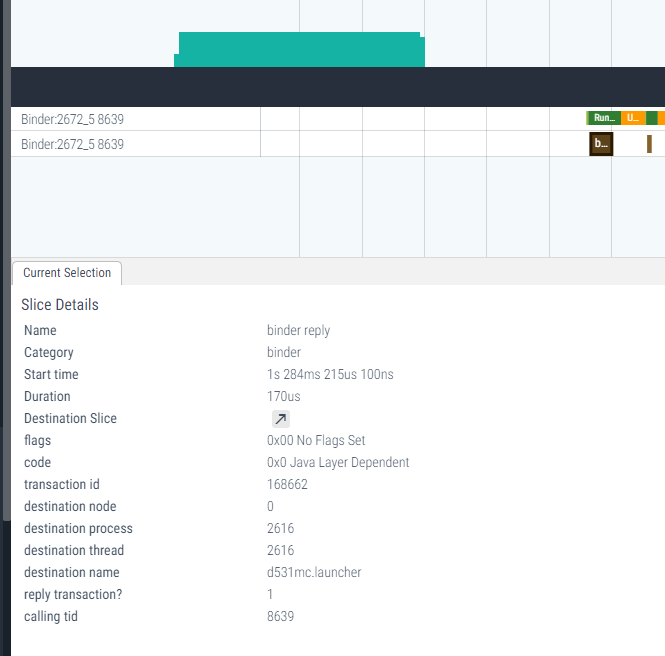 Binder:2672_5 8639
Run... U...
Binder:2672_5 8639
b...
Current Selection
Slice Details
Name binder reply
Category binder
Start time 1s 284ms 215us 100ns
Duration 170us
Destination Slice
flags 0x00 No Flags Set
code 0x0 Java Layer Dependent
transaction id 168662
destination node 0
destination process 2616
destination thread 2616
destination name d531mc.launcher
reply transaction? 1
calling tid 8639